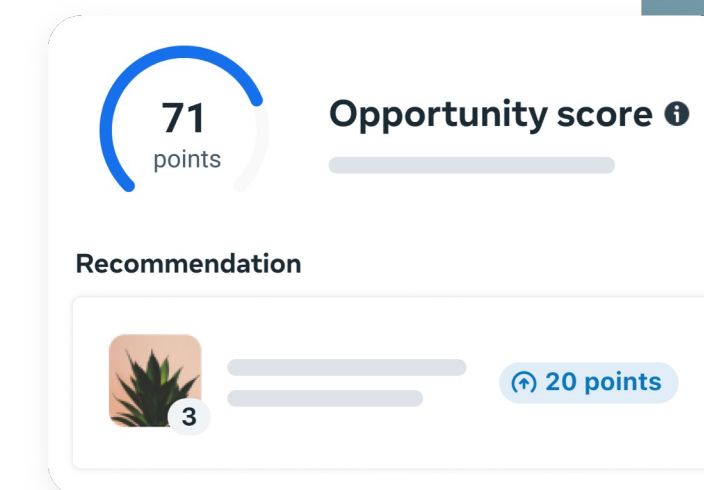 71
points
Opportunity score
Recommendation
3
20 points